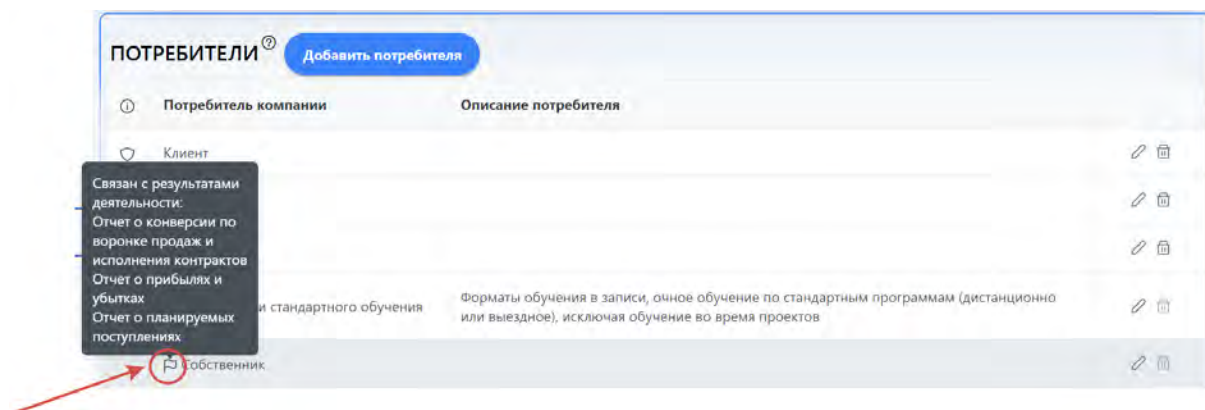 ПОТРЕБИТЕЛИ
Добавить потребителя
Потребитель компании Описание потребителя
Клиент
Связан с результатами
деятельности:
Отчет о конверсии по
воронке продаж и
исполнения контрактов
Отчет о прибылях и
убытках
Отчет о планируемых
поступлениях
и стандартного обучения
Форматы обучения в записи, очное обучение по стандартным программам (дистанционно
или выездное), исключая обучение во время проектов
Собственник